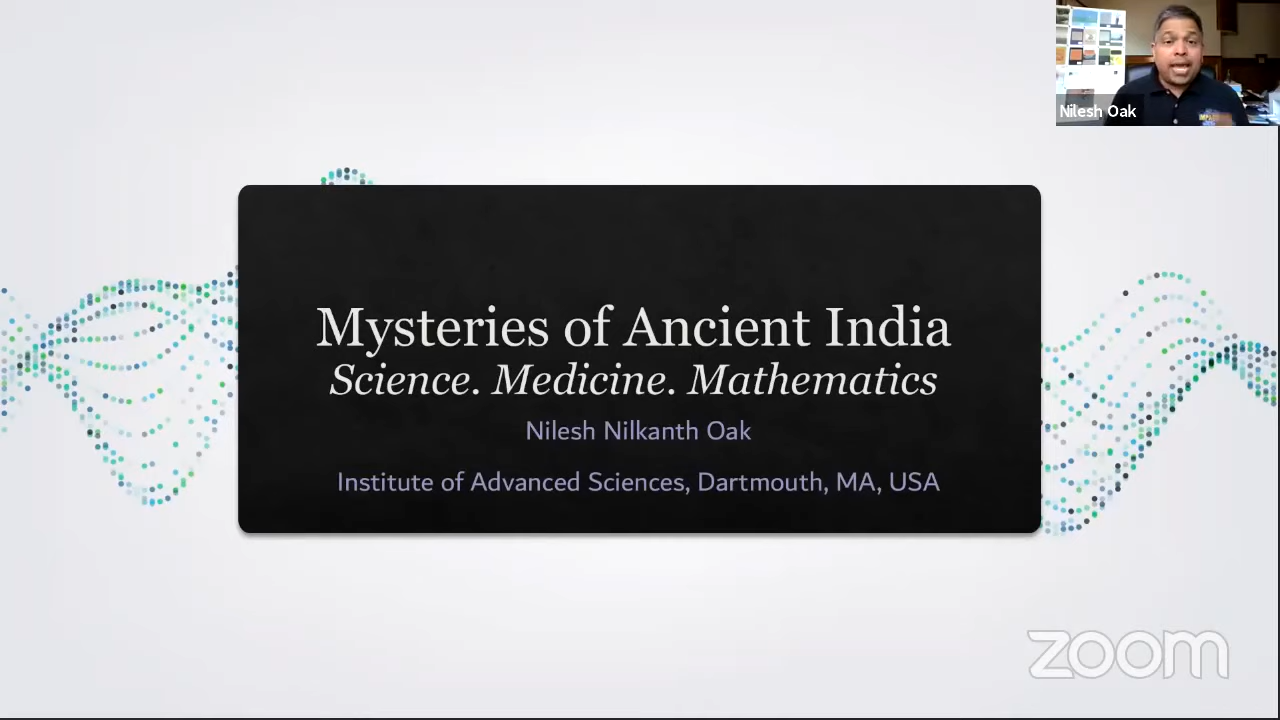 Nilesh Oak
Mysteries of Ancient India
Science. Medicine. Mathematics
Nilesh Nilkanth Oak
Institute of Advanced Sciences, Dartmouth, MA, USA
zoom